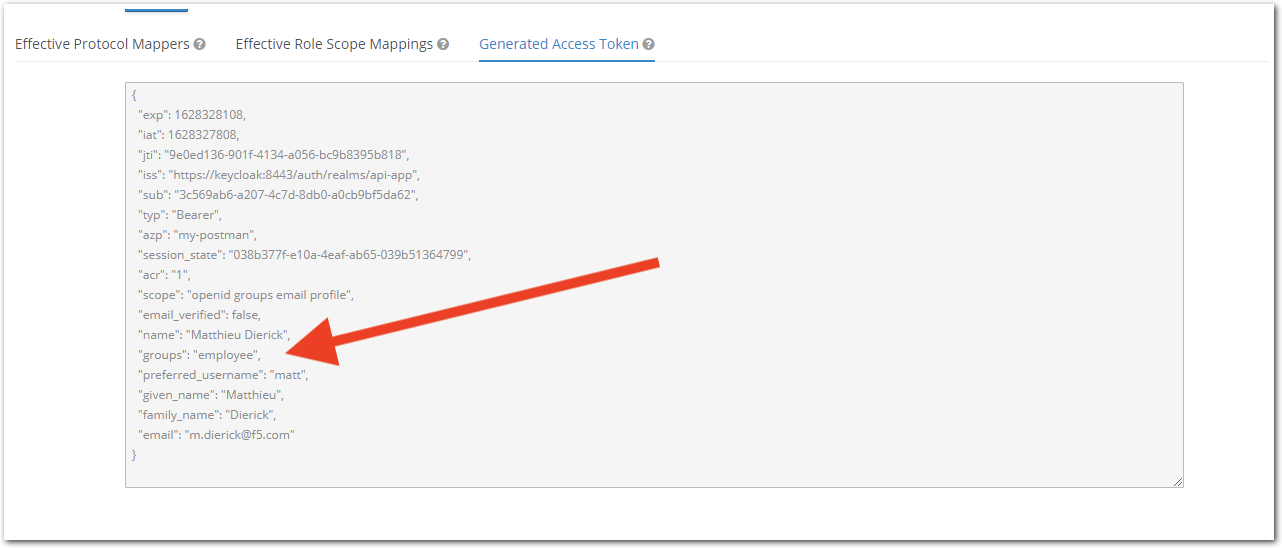 Effective Protocol Mappers Effective Role Scope Mappings Generated Access Token
{
"exp": 1628328108,
"iat": 1628327808,
"jti": "9e0ed136-901f-4134-a056-bc9b8395b818",
"iss": "https://keycloak:8443/auth/realms/api-app",
"sub": "3c569ab6-a207-4c7d-8db0-a0cb9bf5da62",
"typ": "Bearer",
"azp": "my-postman",
"session_state": "038b377f-e10a-4eaf-ab65-039b51364799",
"acr": "1",
"scope": "openid groups email profile",
"email_verified": false,
"name": "Matthieu Dierick",
"groups": "employee",
"preferred_username": "matt",
"given_name": "Matthieu",
"family_name": "Dierick",
"email": "m.dierick@f5.com"
}